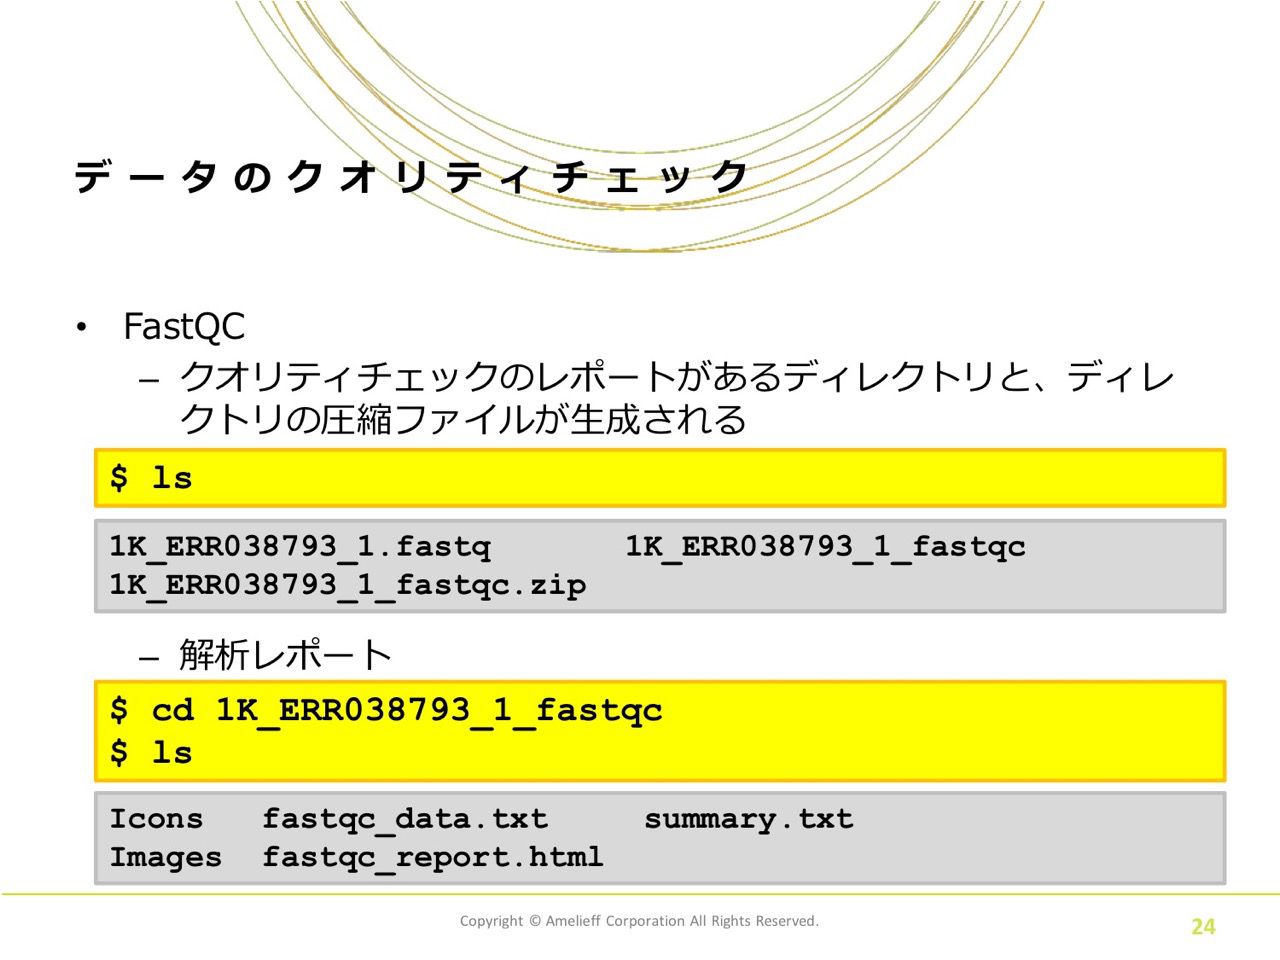 データのクオリティチェック
• FastQC
– クオリティチェックのレポートがあるディレクトリと、ディレ
クトリの圧縮ファイルが生成される
$ ls
1K_ERR038793_1.fastq 1K_ERR038793_1_fastqc
1K_ERR038793_1_fastqc.zip
– 解析レポート
$ cd 1K_ERR038793_1_fastqc
$ ls
Icons fastqc_data.txt summary.txt
Images fastqc_report.html
Copyright © Amelieff Corporation All Rights Reserved.
24